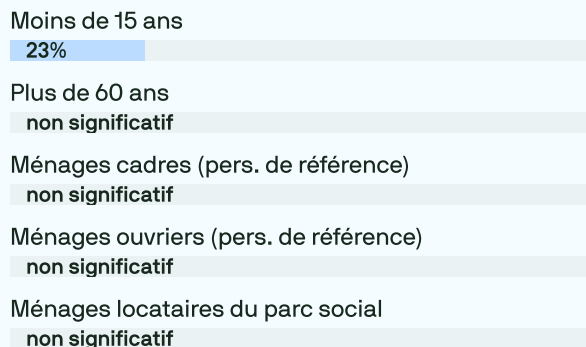 Moins de 15 ans
23%
Plus de 60 ans
non significatif
Ménages cadres (pers. de référence)
non significatif
Ménages ouvriers (pers. de référence)
non significatif
Ménages locataires du parc social
non significatif